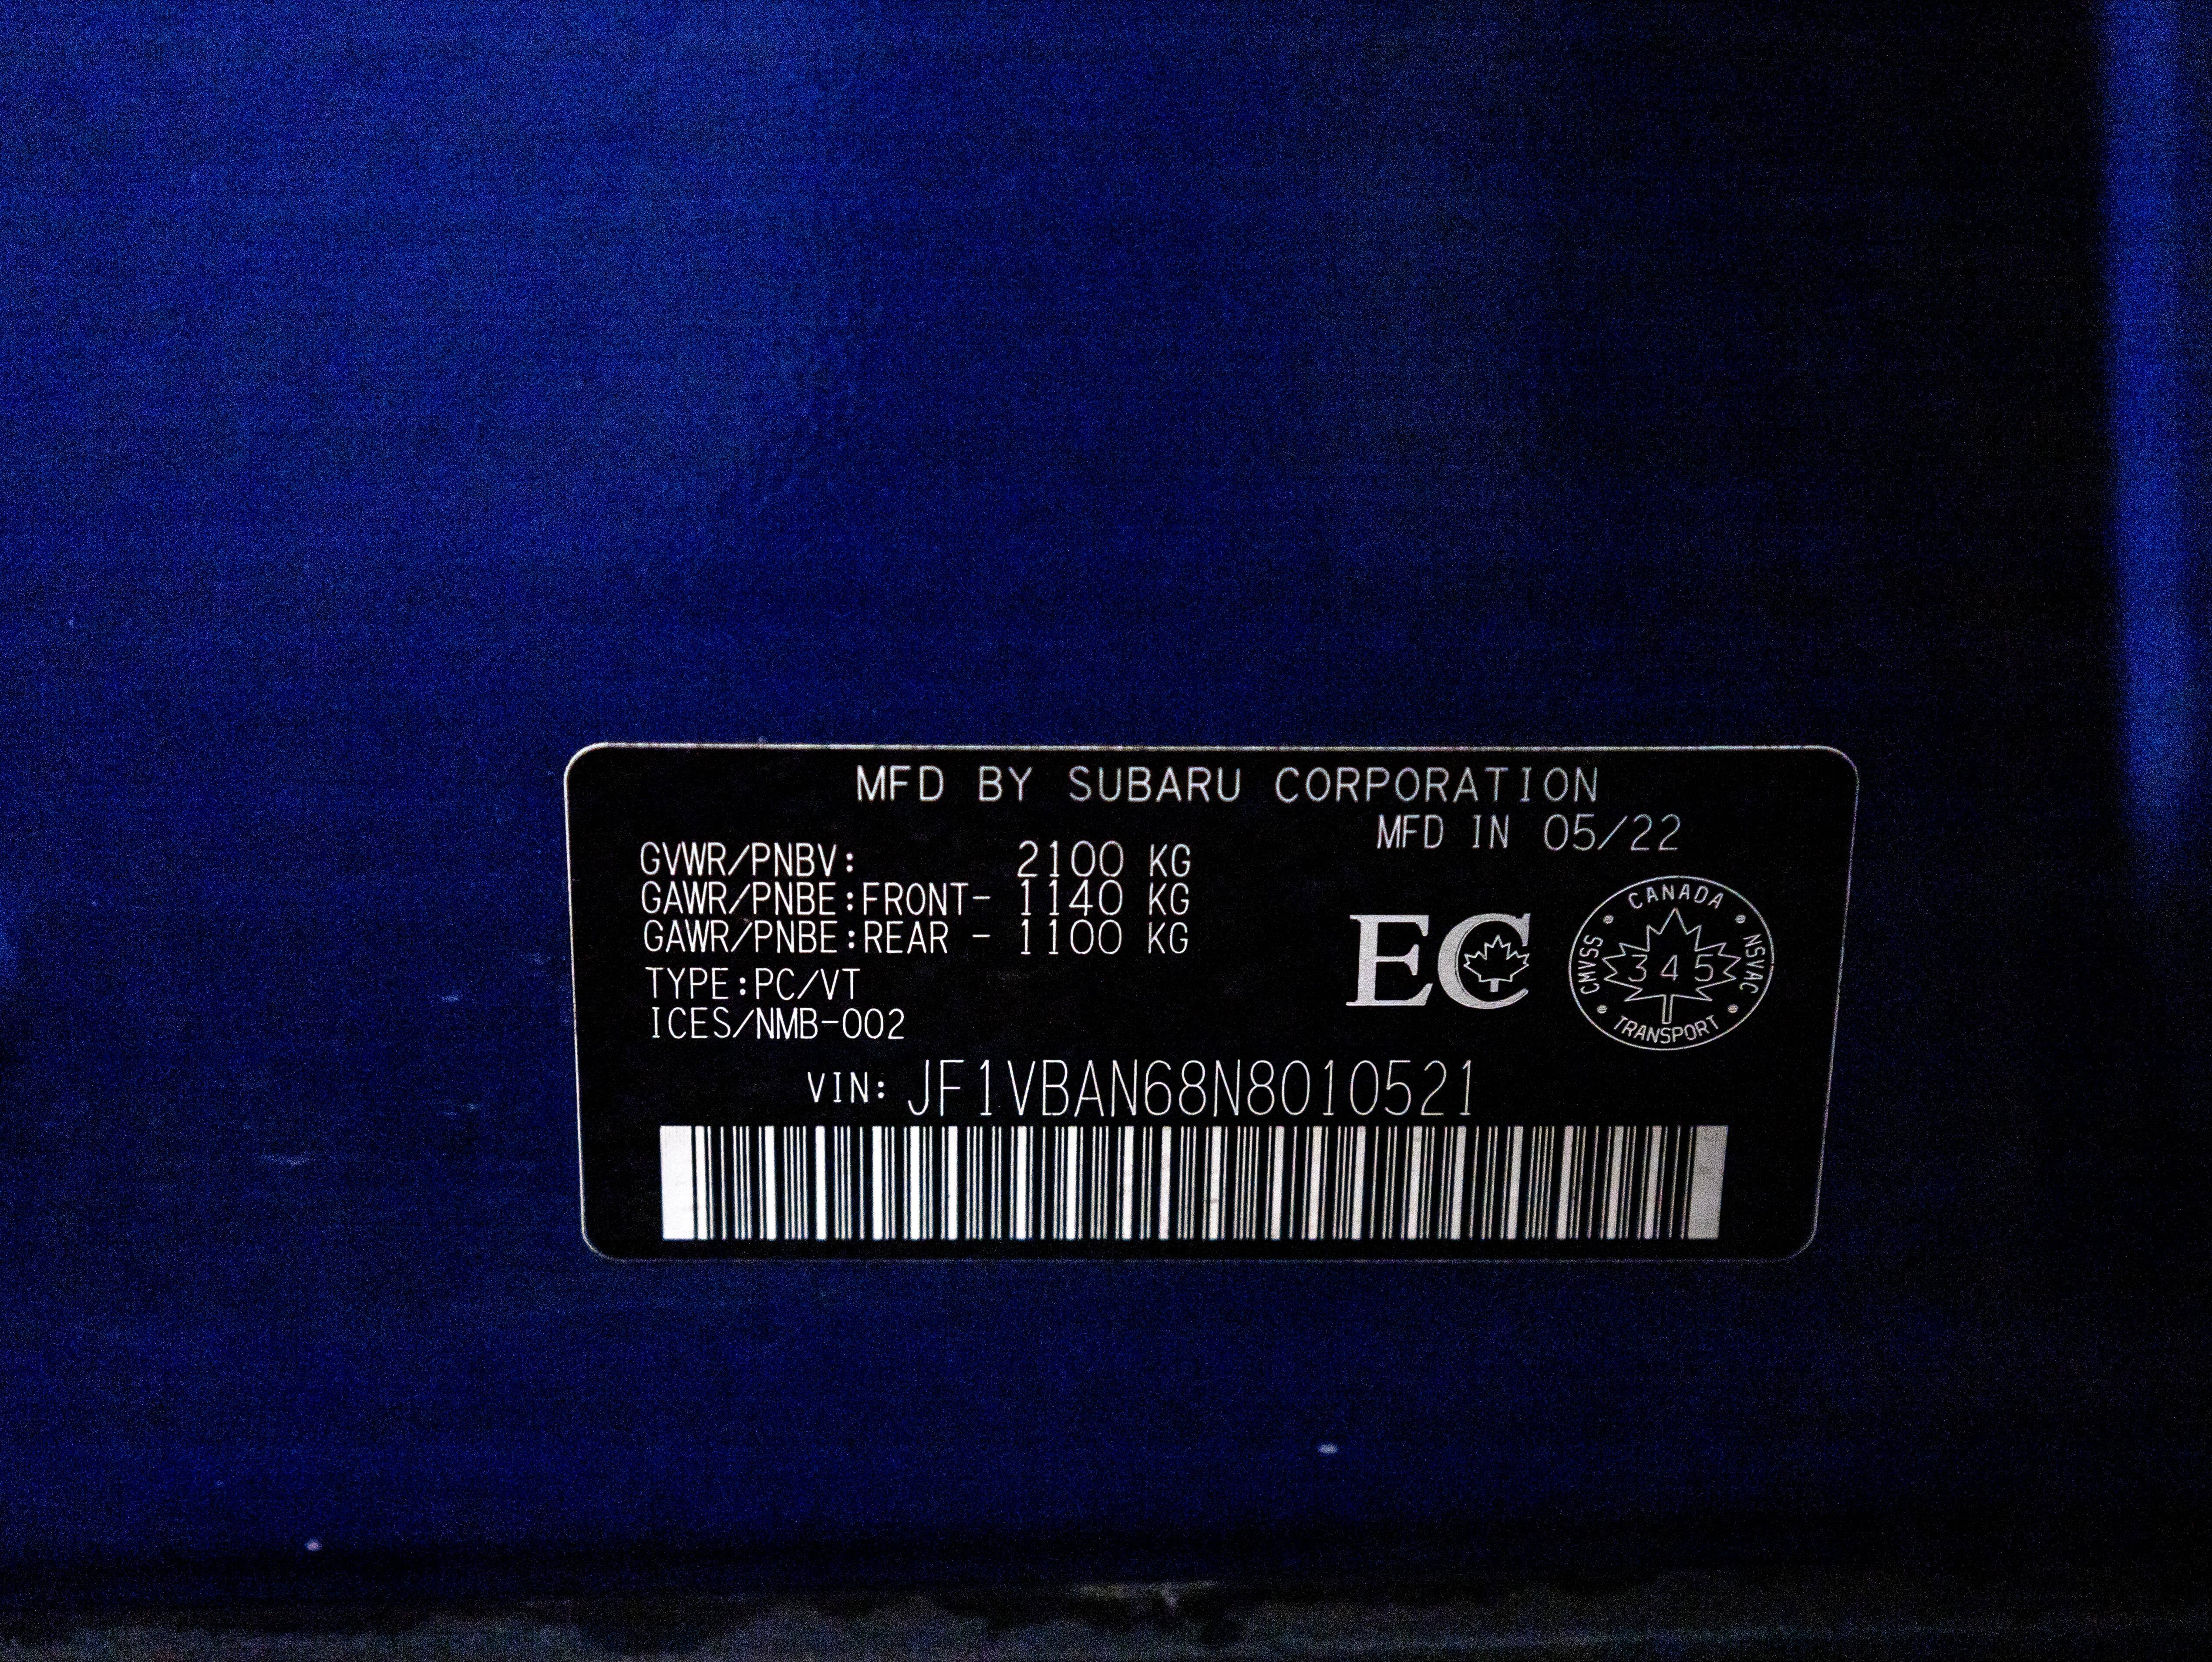 MFD BY SUBARU CORPORATION
MFD IN 05/22
GVWR/PNBV: 2100 KG
GAWR/PNBE:FRONT- 1140 KG
GAWR/PNBE:REAR - 1100 KG
TYPE:PC/VT
ICES/NMB-002
EC
CANADA
CMVSS 345 NSVAC
TRANSPORT
VIN: JF1VBAN68N8010521